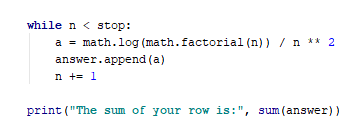 while n < stop:
    a = math.log(math.factorial(n)) / n ** 2
    answer.append(a)
    n += 1
print("The sum of your row is:", sum(answer))